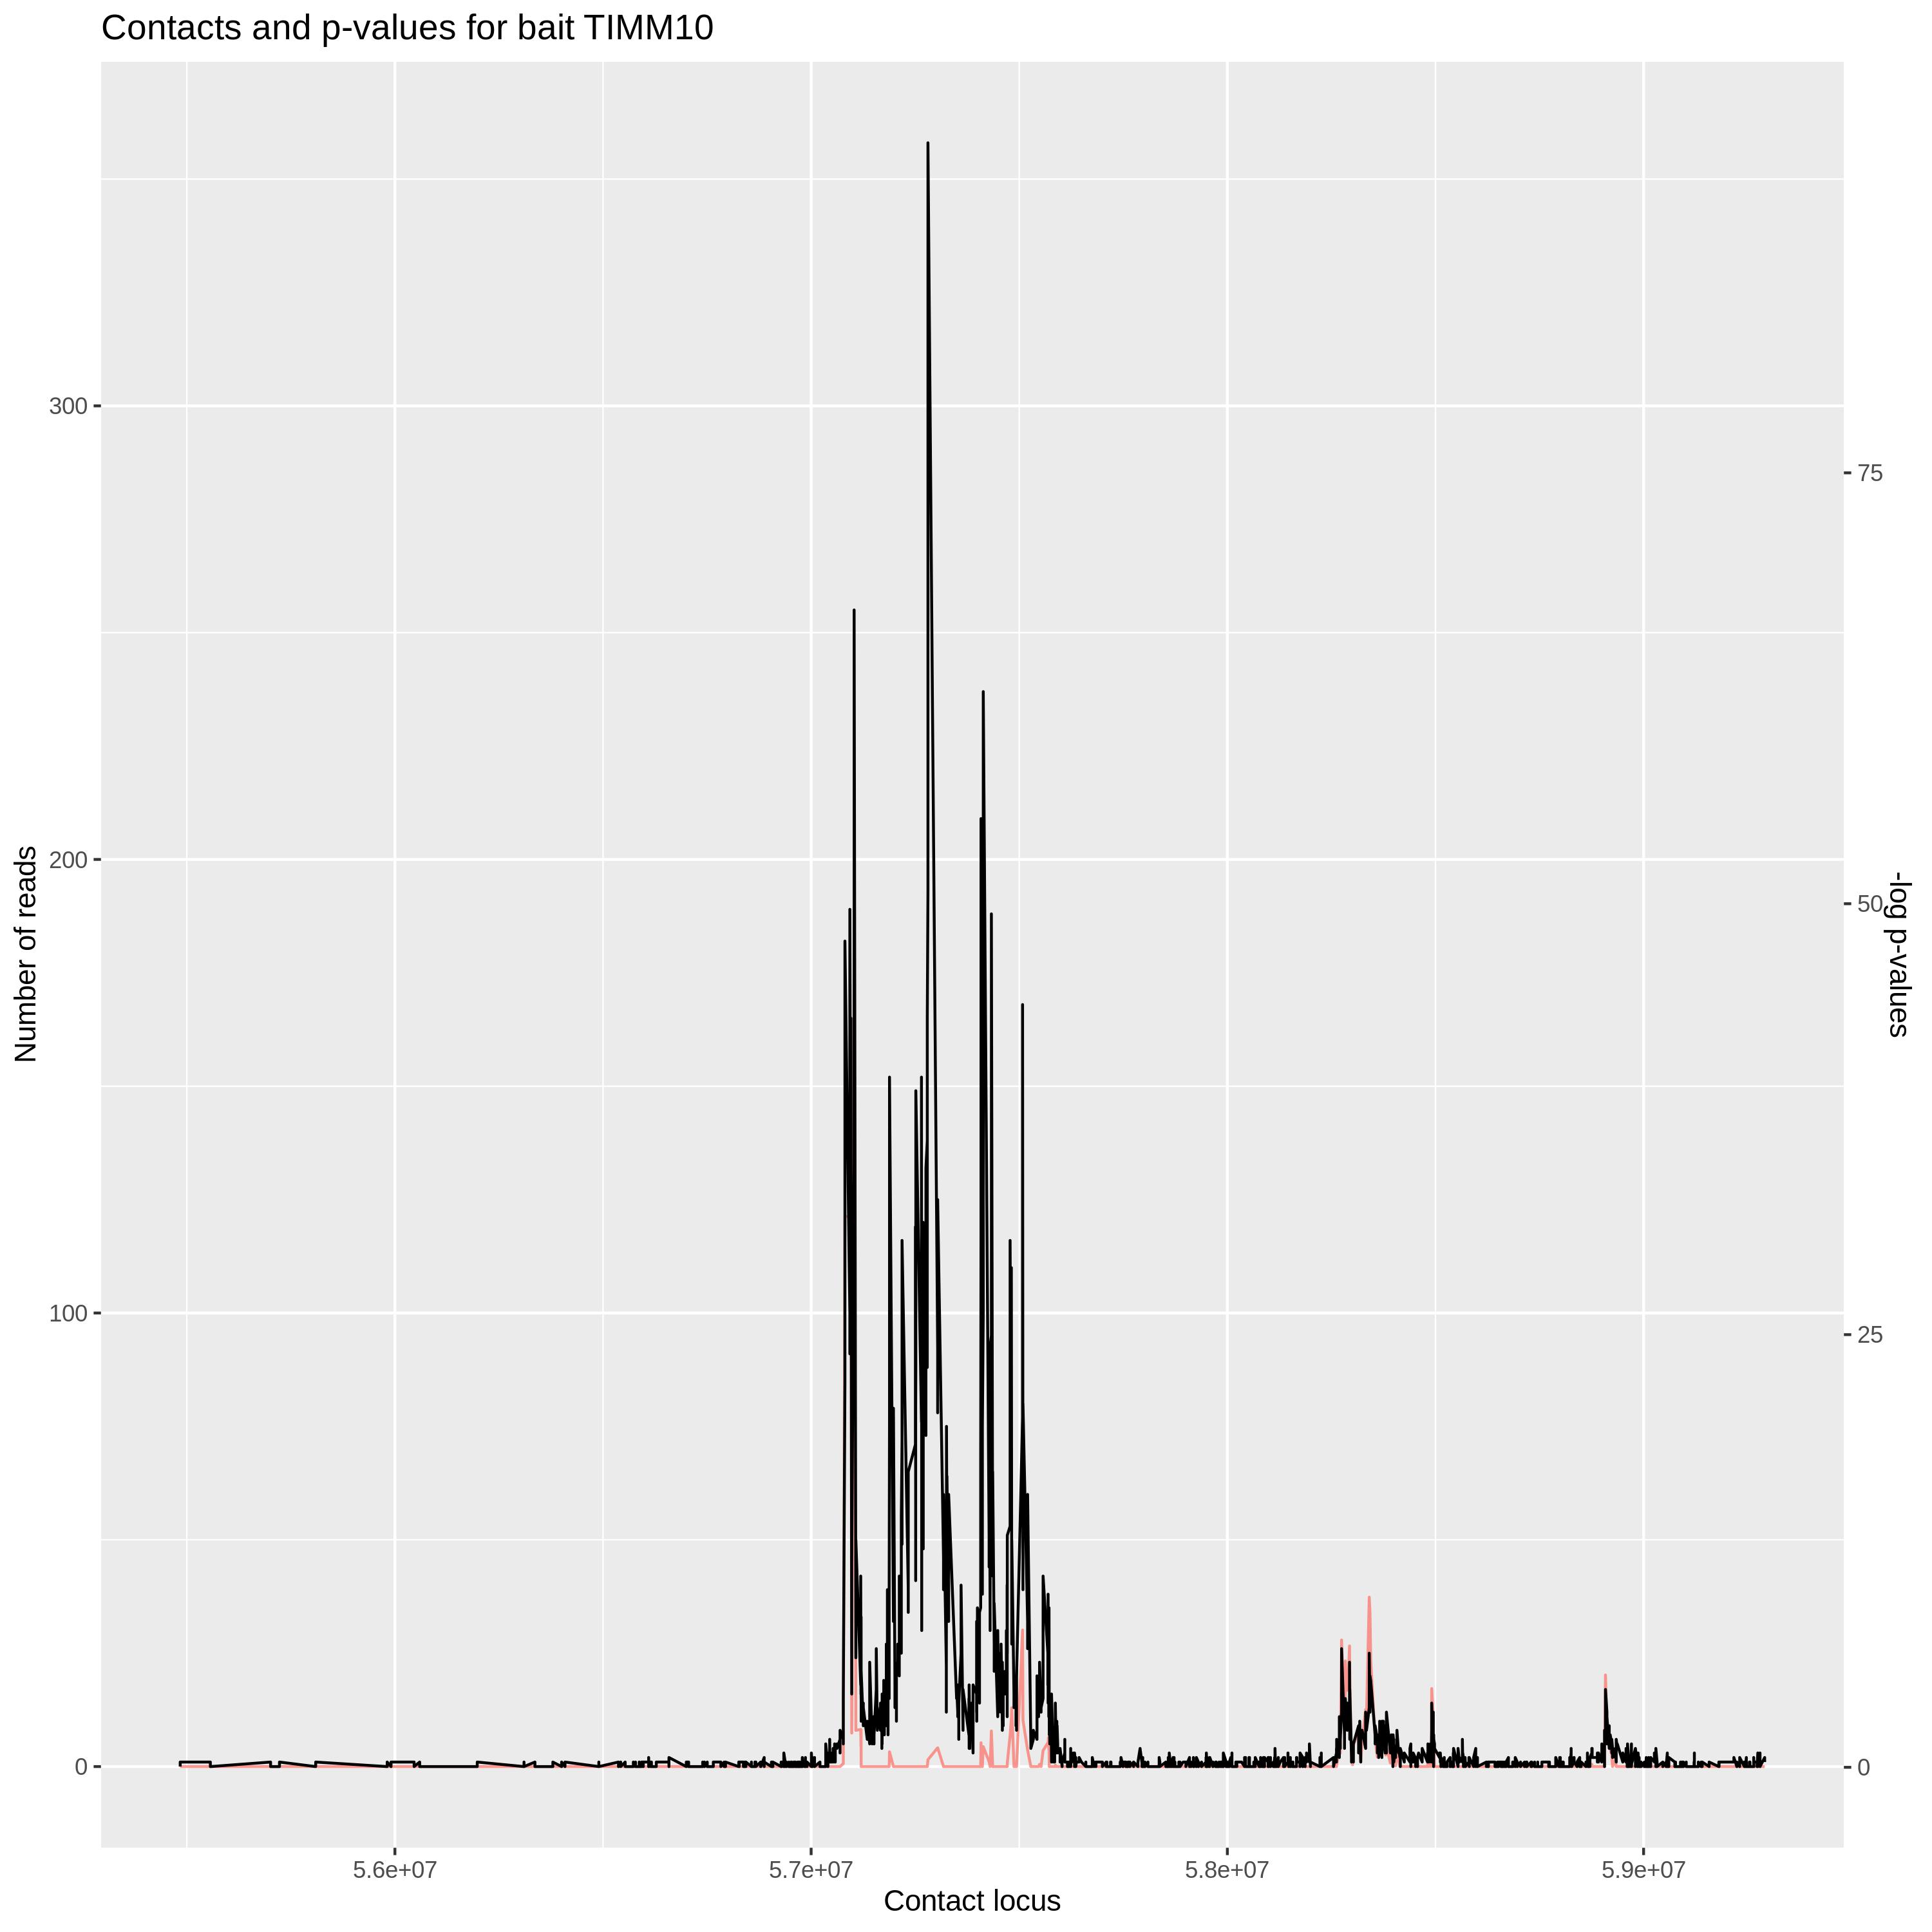 Contacts and p-values for bait TIMM10
Number of reads
300
200
100
0
75
50
25
0
-log p-values
5.6e+07
5.7e+07
5.8e+07
5.9e+07
Contact locus